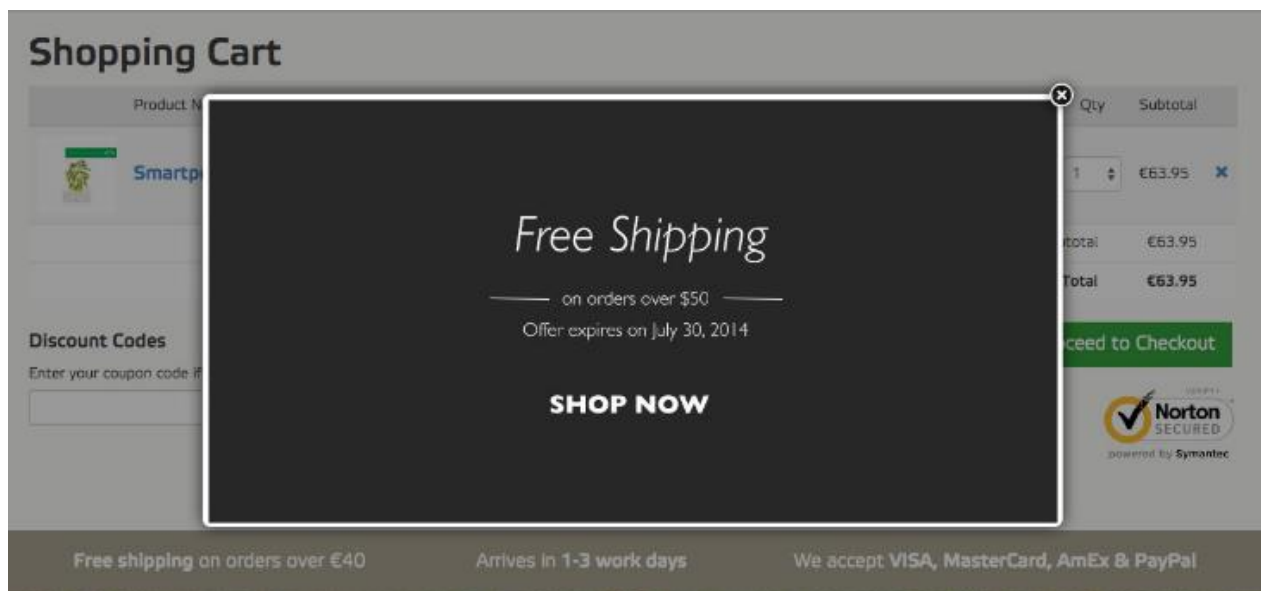 Shopping Cart
Product N
Qty
Subtotal
Smartp
1
€63.95
total
€63.95
Total
€63.95
Free Shipping
on orders over $50
Offer expires on July 30, 2014
SHOP NOW
Discount Codes
Enter your coupon code if
ceed to Checkout
Norton
SECURED
powered by Symantec
Free shipping on orders over €40
Arrives in 1-3 work days
We accept VISA, MasterCard, AmEx & PayPal